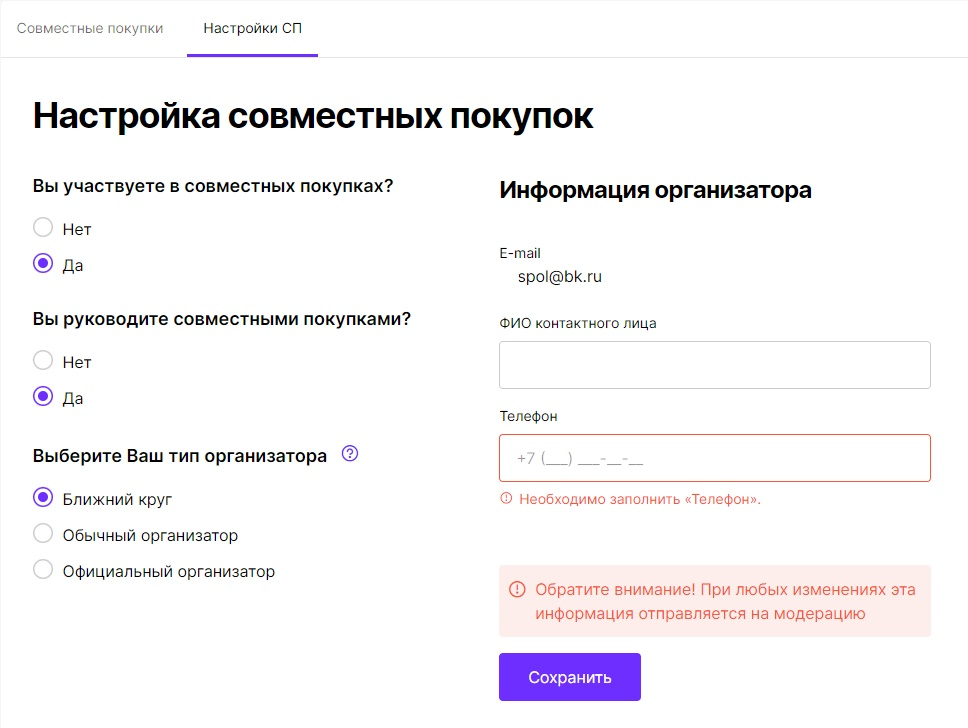 Совместные покупки
Настройки СП
Настройка совместных покупок
Вы участвуете в совместных покупках?
Нет
Да
Вы руководите совместными покупками?
Нет
Да
Выберите Ваш тип организатора ?
Ближний круг
Обычный организатор
Официальный организатор
Информация организатора
E-mail
spol@bk.ru
ФИО контактного лица
Телефон
+7 (___) ___-__-__
Необходимо заполнить «Телефон».
Обратите внимание! При любых изменениях эта
информация отправляется на модерацию
Сохранить